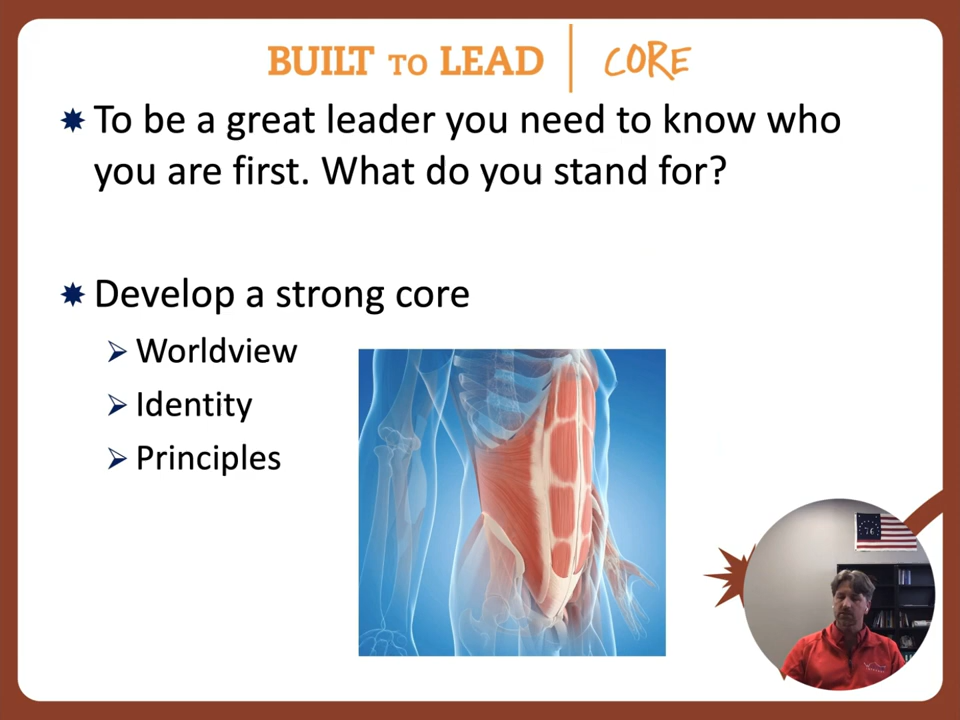 BUILT TO LEAD | CORE
To be a great leader you need to know who
you are first. What do you stand for?
Develop a strong core
Worldview
Identity
Principles
76